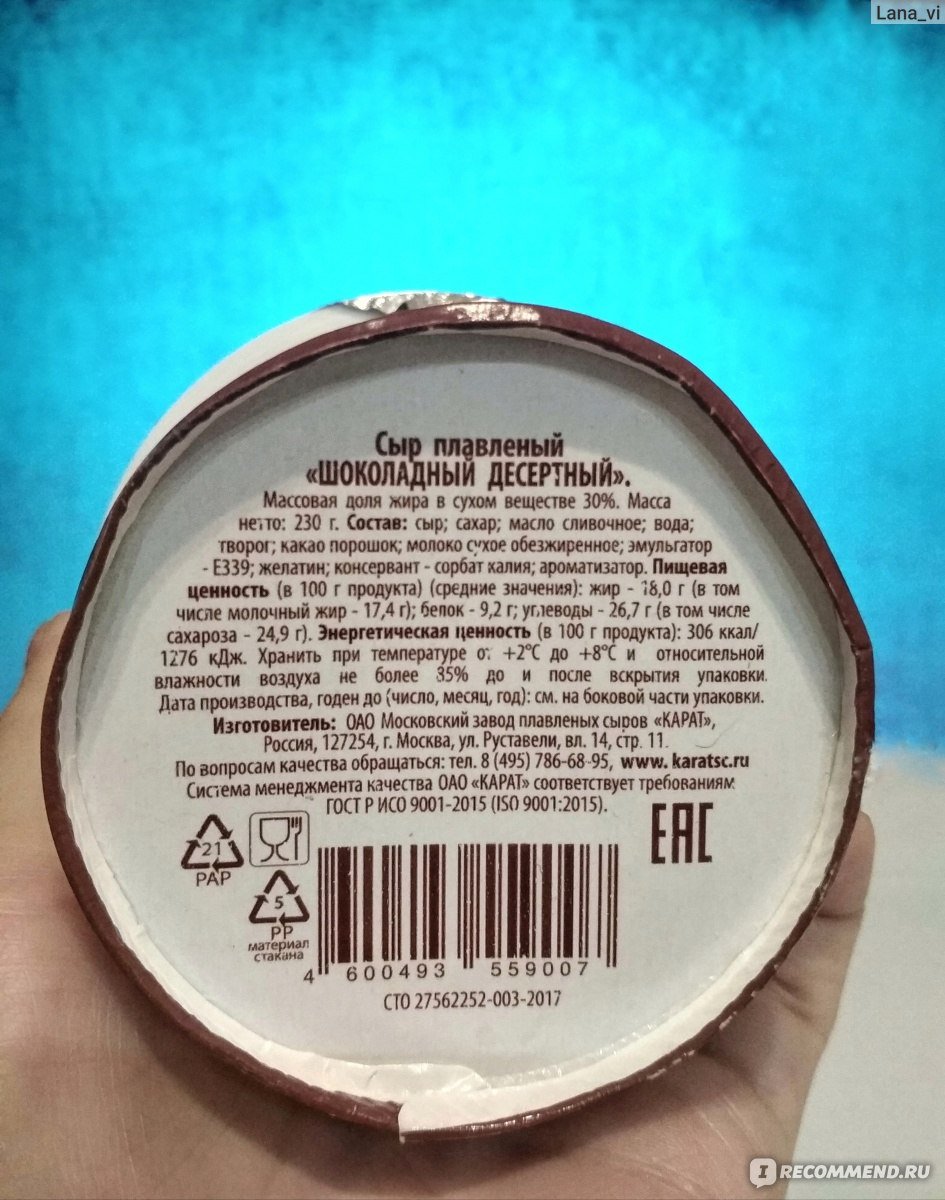 Lana_vi
Сыр плавленый
«ШОКОЛАДНЫЙ ДЕСЕРТНЫЙ».
Массовая доля жира в сухом веществе 30%. Масса
нетто: 230 г. Состав: сыр; сахар; масло сливочное; вода;
творог; какао порошок; молоко сухое обезжиренное; эмульгатор
- Е339; желатин; консервант - сорбат калия; ароматизатор. Пищевая
ценность (в 100 г продукта) (средние значения): жир - 18,0 г (в том
числе молочный жир - 17,4 г); белок - 9,2 г; углеводы - 26,7 г (в том числе
сахароза - 24,9 г). Энергетическая ценность (в 100 г продукта): 306 ккал/
1276 кДж. Хранить при температуре от +2°С до +8°С и относительной
влажности воздуха не более 35% до и после вскрытия упаковки.
Дата производства, годен до (число, месяц, год): см. на боковой части упаковки.
Изготовитель: ОАО Московский завод плавленых сыров «КАРАТ»,
Россия, 127254, г. Москва, ул. Руставели, вл. 14, стр. 11.
По вопросам качества обращаться: тел. 8 (495) 786-68-95, www. karatsc.ru
Система менеджмента качества ОАО «КАРАТ» соответствует требованиям
ГОСТ Р ИСО 9001-2015 (ISO 9001:2015).
EAC
21
PAP
5
PP
материал
стакана
4 600493 559007
СТО 27562252-003-2017
IRECOMMEND.RU